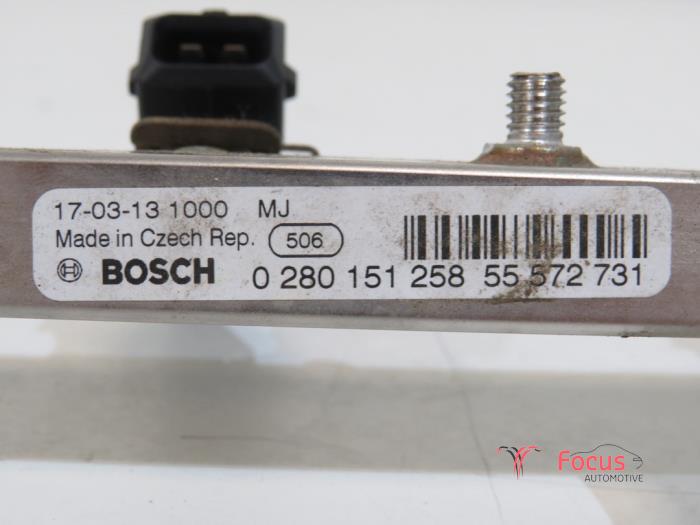 17-03-13 1000 MJ
Made in Czech Rep. 506
BOSCH 0 280 151 258 55 572 731
Focus
AUTOMOTIVE